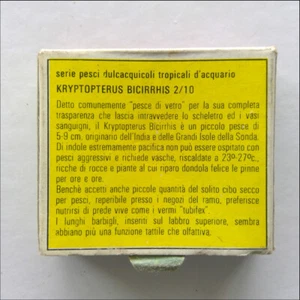 serie pesci dulcacquicoli tropicali d'acquario
KRYPTOPTERUS BICIRRHIS 2/10
Detto comunemente "pesce di vetro" per la sua completa
trasparenza che lascia intravvedere lo scheletro ed i vasi
sanguigni, il Kryptopterus Bicirrhis è un piccolo pesce di
5-9 cm. originario dell'India e delle Grandi Isole della Sonda.
Di indole estremamente pacifica non può essere ospitato con
pesci aggressivi e richiede vasche, riscaldate a 23º-27ºc.,
ricche di rocce e piante al cui riparo dondola felice le pinne
per ore e ore.
Benchè accetti anche piccole quantità del solito cibo secco
per pesci, reperibile presso i negozi del ramo, preferisce
nutrirsi di prede vive come i vermi "tubifex".
I lunghi barbigli, inseriti sul labbro superiore, sembra
abbiano più una funzione tattile che olfattiva.